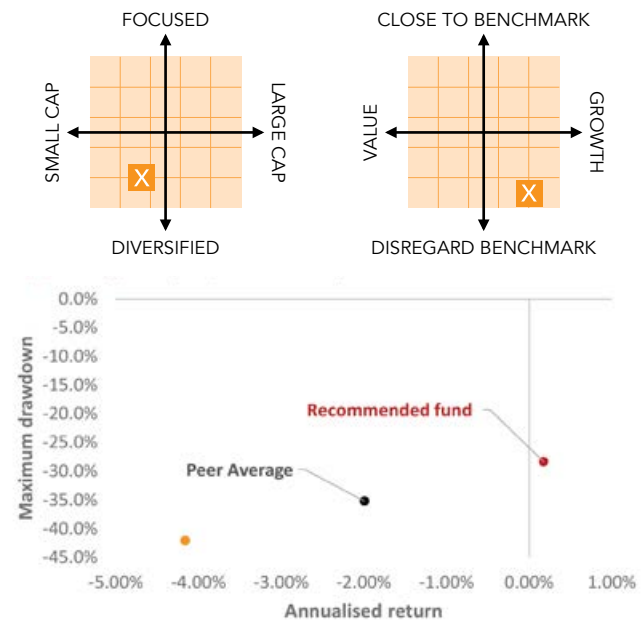 FOCUSED
SMALL CAP
LARGE CAP
X
DIVERSIFIED
CLOSE TO BENCHMARK
VALUE
GROWTH
X
DISREGARD BENCHMARK
Maximum drawdown
0.0%
-5.0%
-10.0%
-15.0%
-20.0%
-25.0%
-30.0%
-35.0%
-40.0%
-45.0%
Recommended fund
Peer Average
-5.00%
-4.00%
-3.00%
-2.00%
-1.00%
0.00%
1.00%
Annualised return